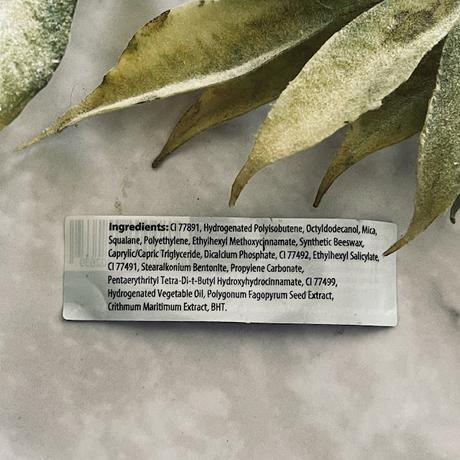 Ingredients: CI 77891, Hydrogenated Polyisobutene, Octyldodecanol, Mica,
Squalane, Polyethylene, Ethylhexyl Methoxycinnamate, Synthetic Beeswax,
Caprylic/Capric Triglyceride, Dicalcium Phosphate, CI 77492, Ethylhexyl Salicylate,
CI 77491, Stearalkonium Bentonite, Propylene Carbonate,
Pentaerythrityl Tetra-Di-t-Butyl Hydroxyhydrocinnamate, CI 77499,
Hydrogenated Vegetable Oil, Polygonum Fagopyrum Seed Extract,
Crithmum Maritimum Extract, BHT.